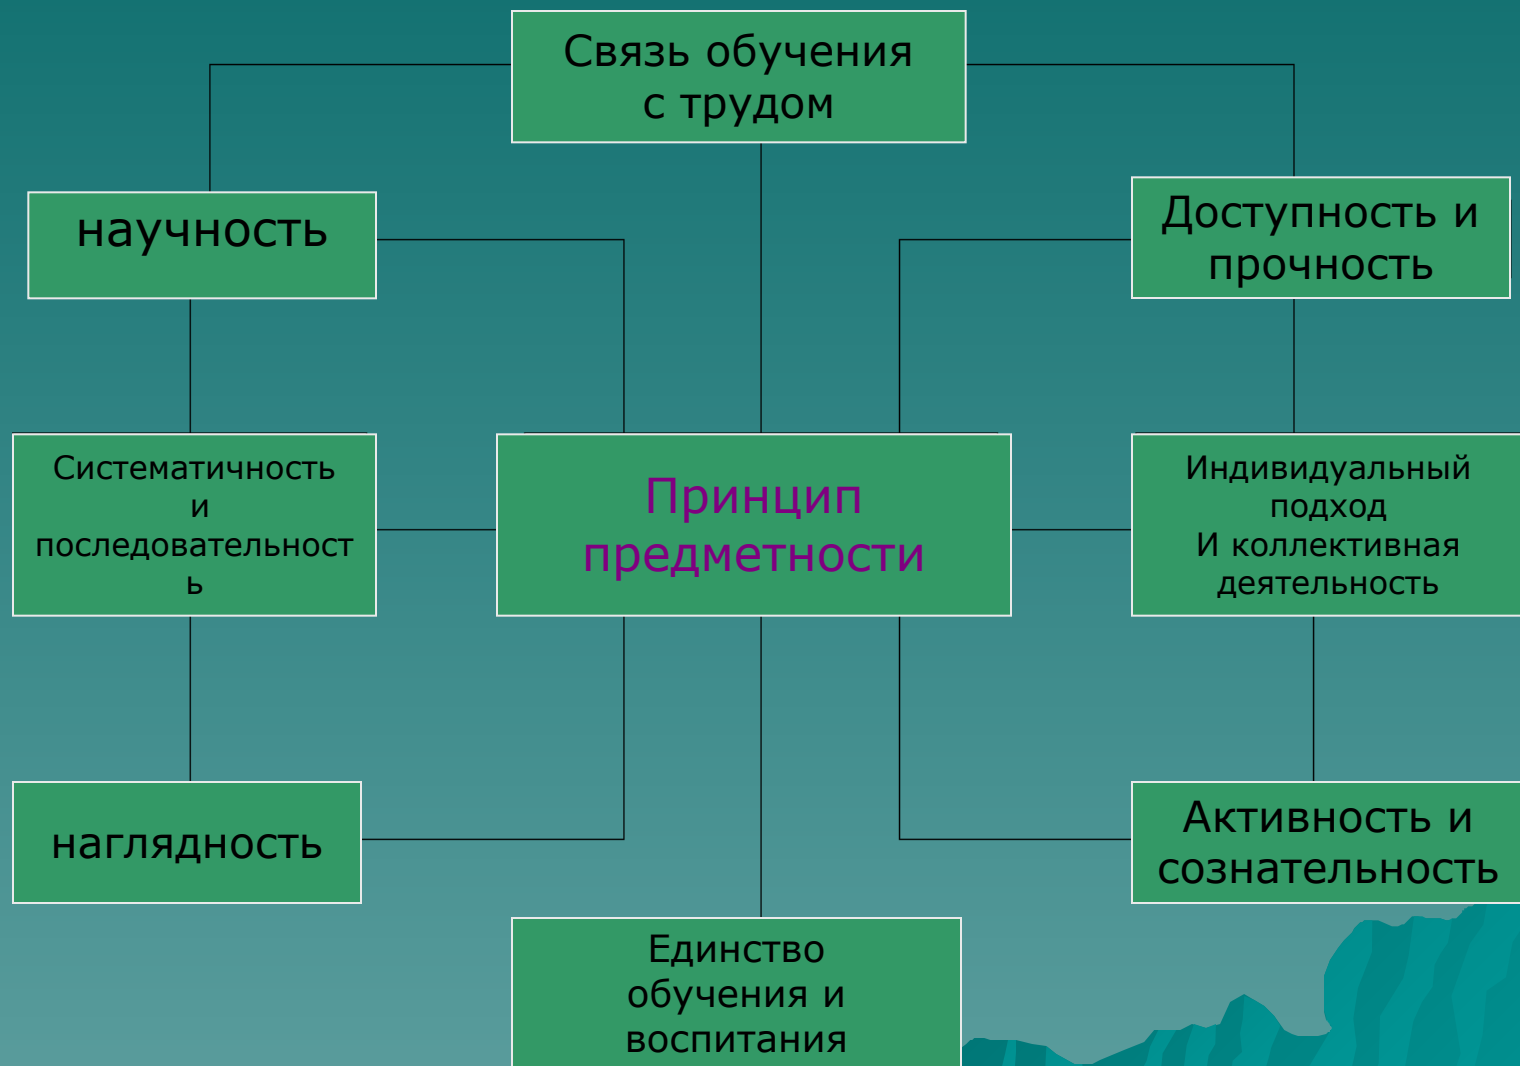 Связь обучения
с трудом
научность
Доступность и
прочность
Систематичность
и
последовательност
ь
Принцип
предметности
Индивидуальный
подход
И коллективная
деятельность
наглядность
Активность и
сознательность
Единство
обучения и
воспитания